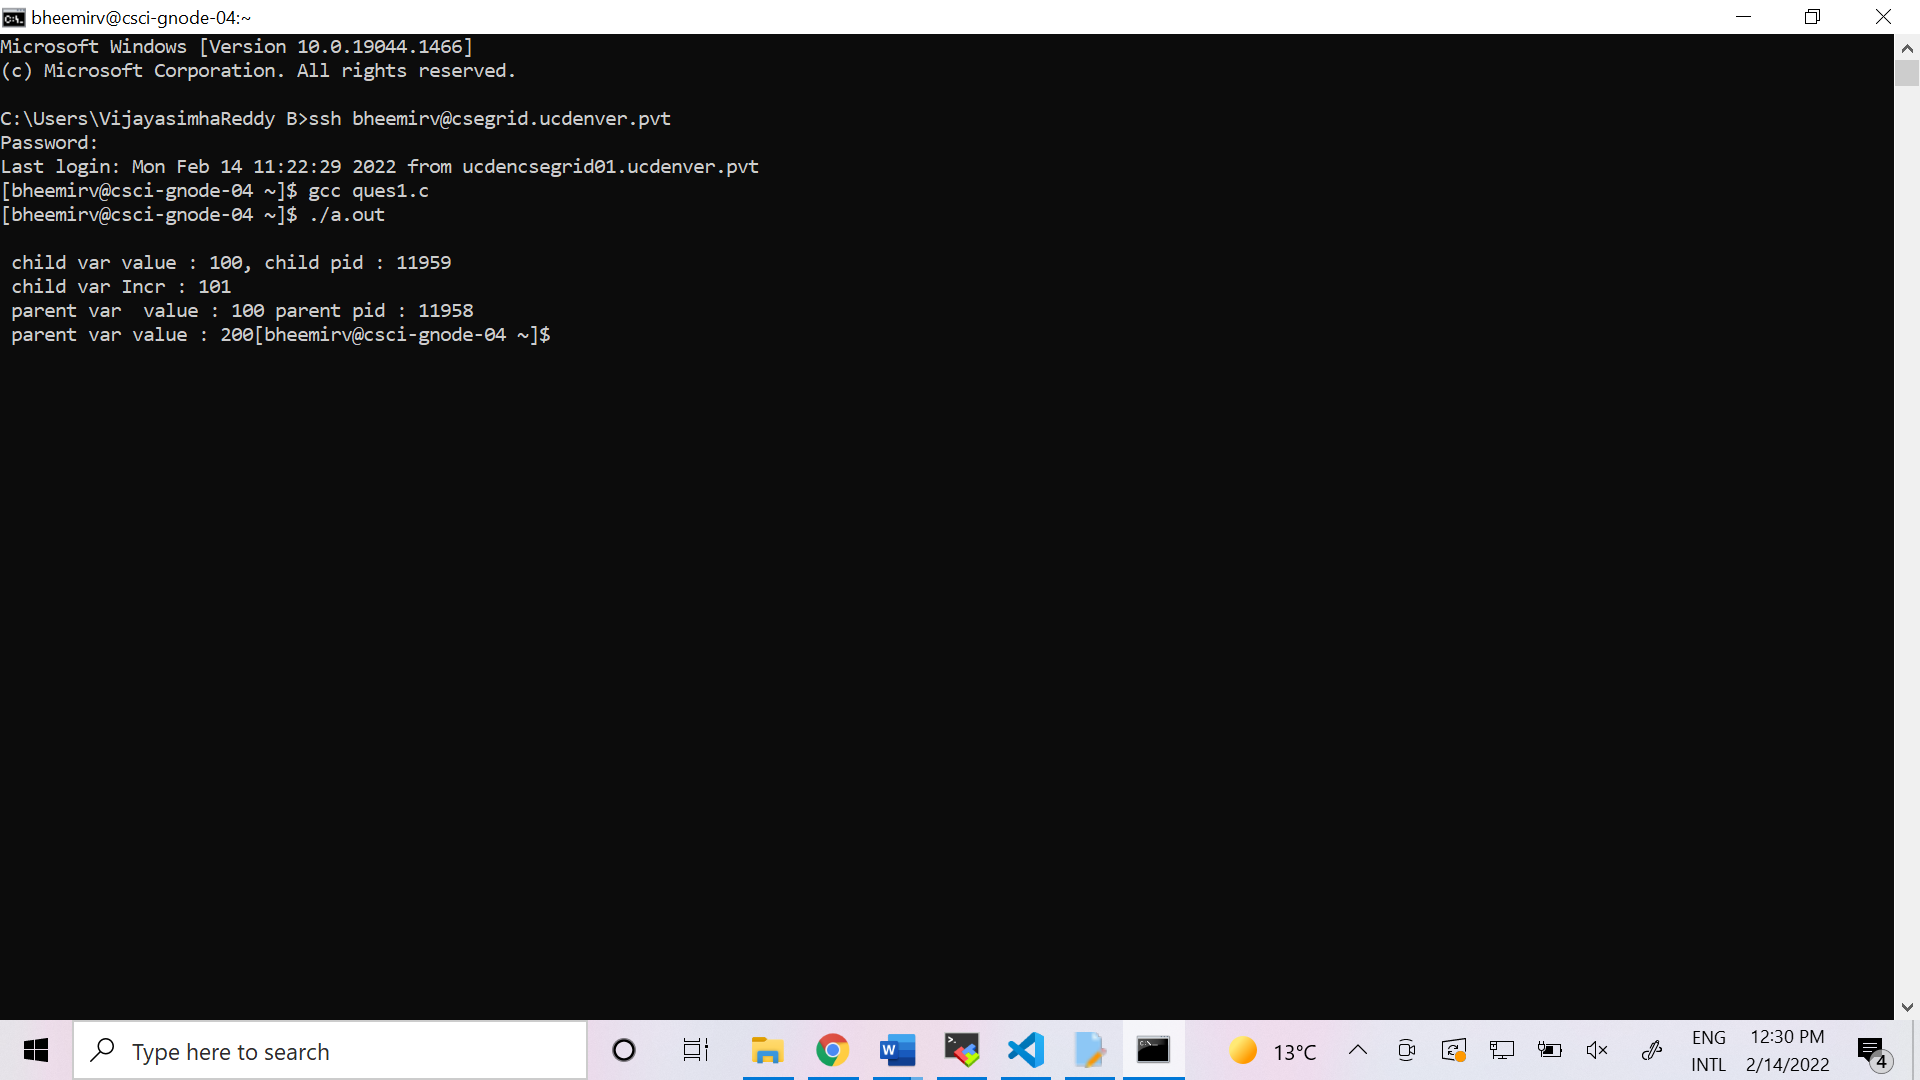 bheemirv@csci-gnode-04:~
Microsoft Windows [Version 10.0.19044.1466]
(c) Microsoft Corporation. All rights reserved.
C:\Users\VijayasimhaReddy B>ssh bheemirv@csegrid.ucdenver.pvt
Password:
Last login: Mon Feb 14 11:22:29 2022 from ucdencsegrid01.ucdenver.pvt
[bheemirv@csci-gnode-04 ~]$ gcc ques1.c
[bheemirv@csci-gnode-04 ~]$ ./a.out
child var value : 100, child pid : 11959
child var Incr : 101
parent var  value : 100 parent pid : 11958
parent var value : 200[bheemirv@csci-gnode-04 ~]$
Type here to search
13°C
ENG
INTL
12:30 PM
2/14/2022
4